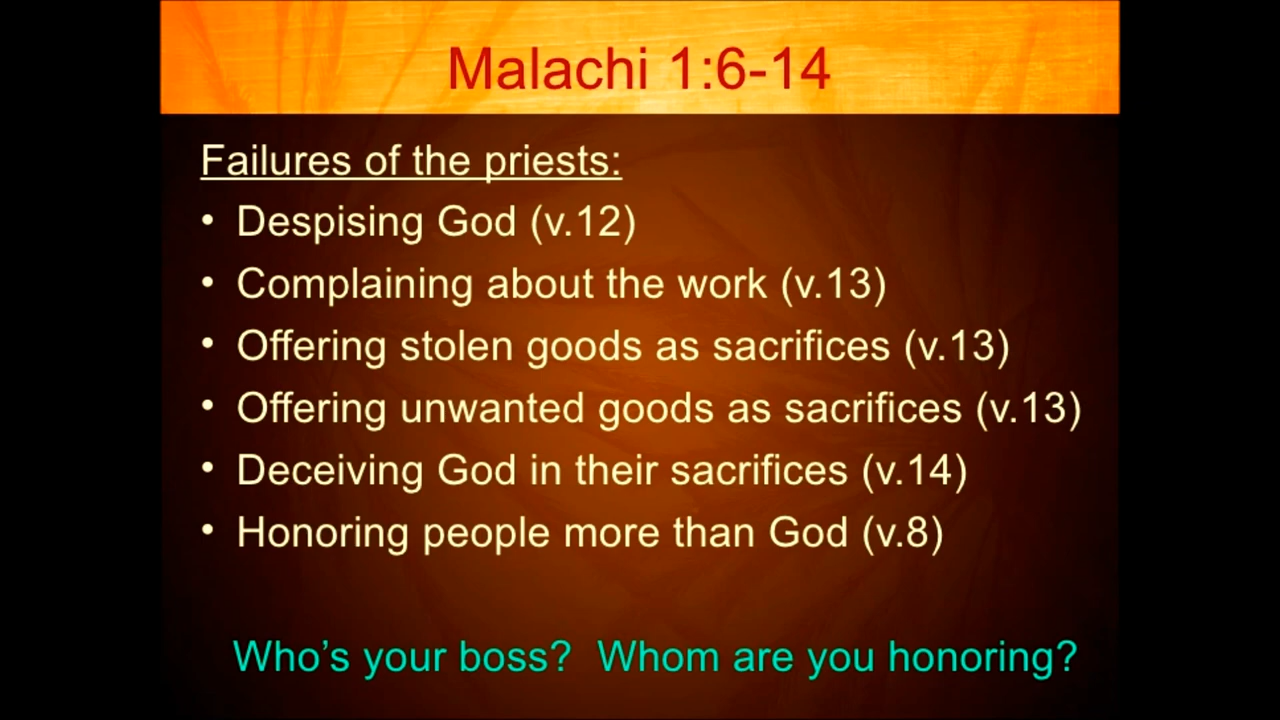 Malachi 1:6-14
Failures of the priests:
• Despising God (v.12)
• Complaining about the work (v.13)
• Offering stolen goods as sacrifices (v.13)
• Offering unwanted goods as sacrifices (v.13)
• Deceiving God in their sacrifices (v.14)
• Honoring people more than God (v.8)
Who’s your boss?  Whom are you honoring?